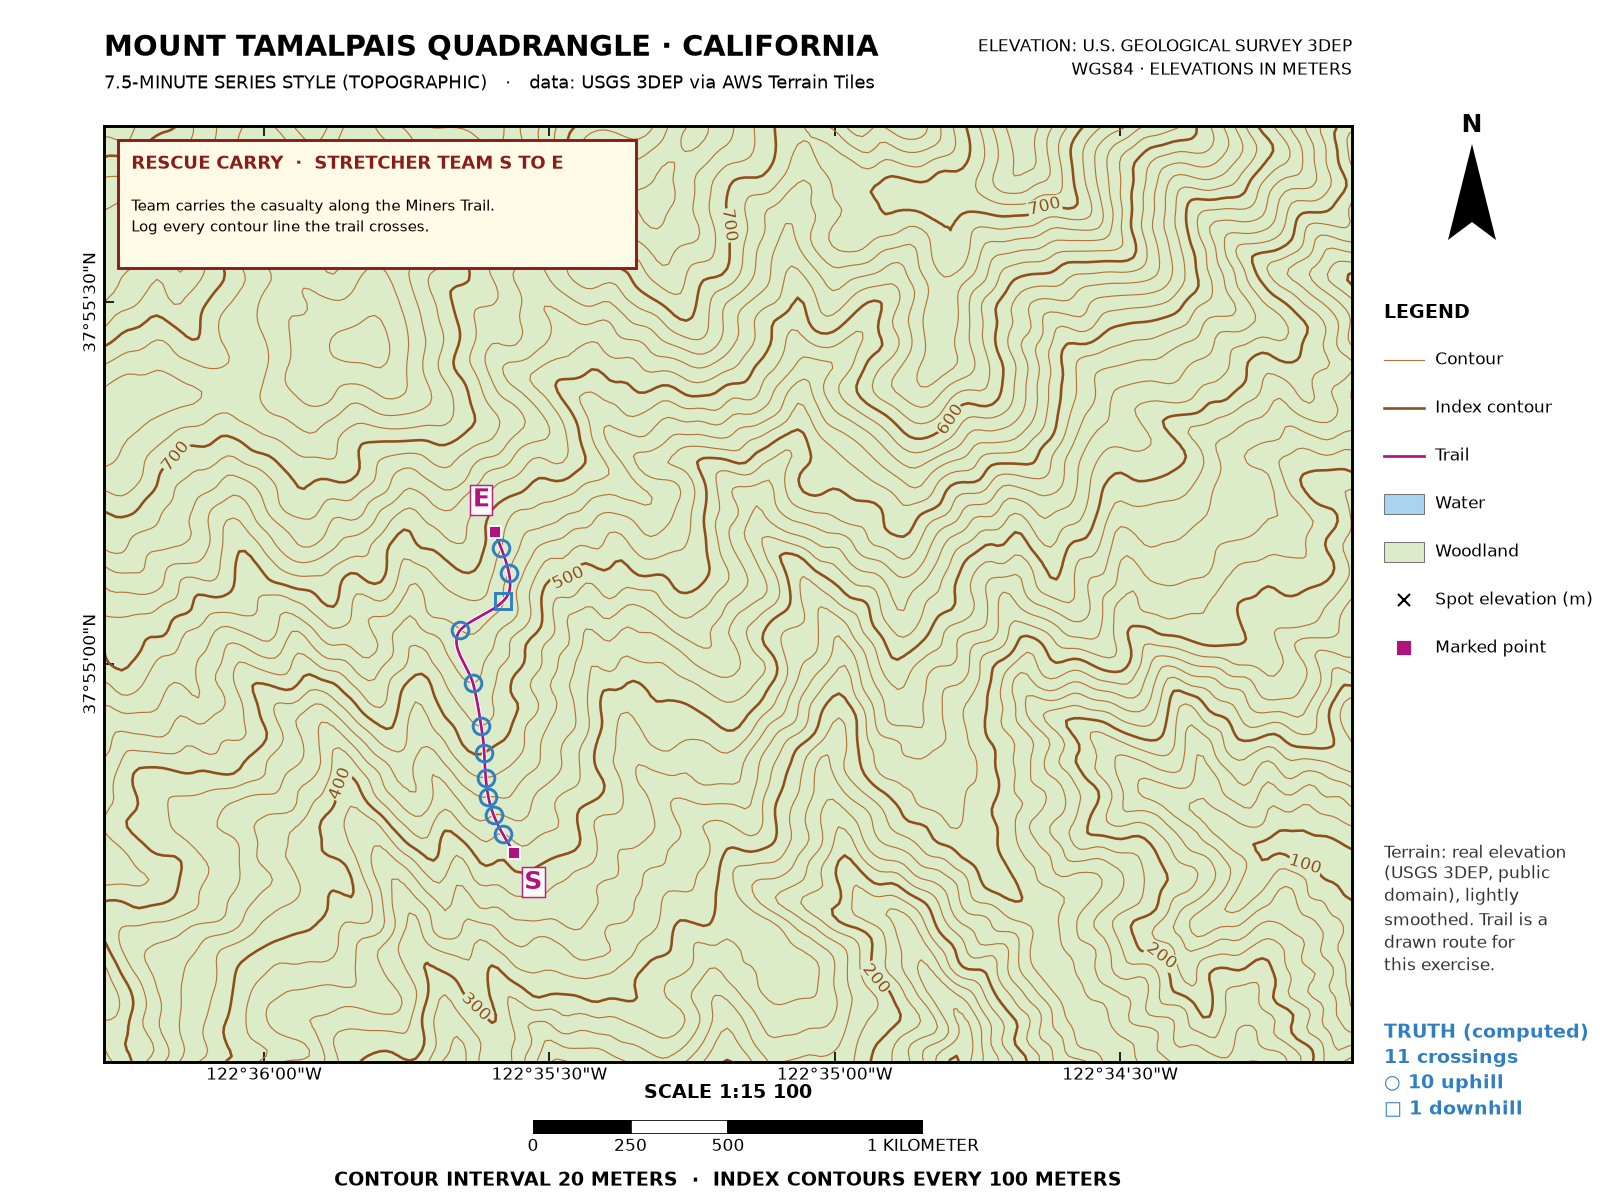 MOUNT TAMALPAIS QUADRANGLE · CALIFORNIA
7.5-MINUTE SERIES STYLE (TOPOGRAPHIC) · data: USGS 3DEP via AWS Terrain Tiles
ELEVATION: U.S. GEOLOGICAL SURVEY 3DEP
WGS84 · ELEVATIONS IN METERS
RESCUE CARRY · STRETCHER TEAM S TO E
Team carries the casualty along the Miners Trail.
Log every contour line the trail crosses.
37°55'30"N
37°55'00"N
700
700
700
600
500
400
300
200
200
100
E
S
122°36'00"W
122°35'30"W
122°35'00"W
122°34'30"W
N
LEGEND
Contour
Index contour
Trail
Water
Woodland
Spot elevation (m)
Marked point
Terrain: real elevation
(USGS 3DEP, public
domain), lightly
smoothed. Trail is a
drawn route for
this exercise.
TRUTH (computed)
11 crossings
○ 10 uphill
□ 1 downhill
SCALE 1:15 100
0 250 500 1 KILOMETER
CONTOUR INTERVAL 20 METERS · INDEX CONTOURS EVERY 100 METERS